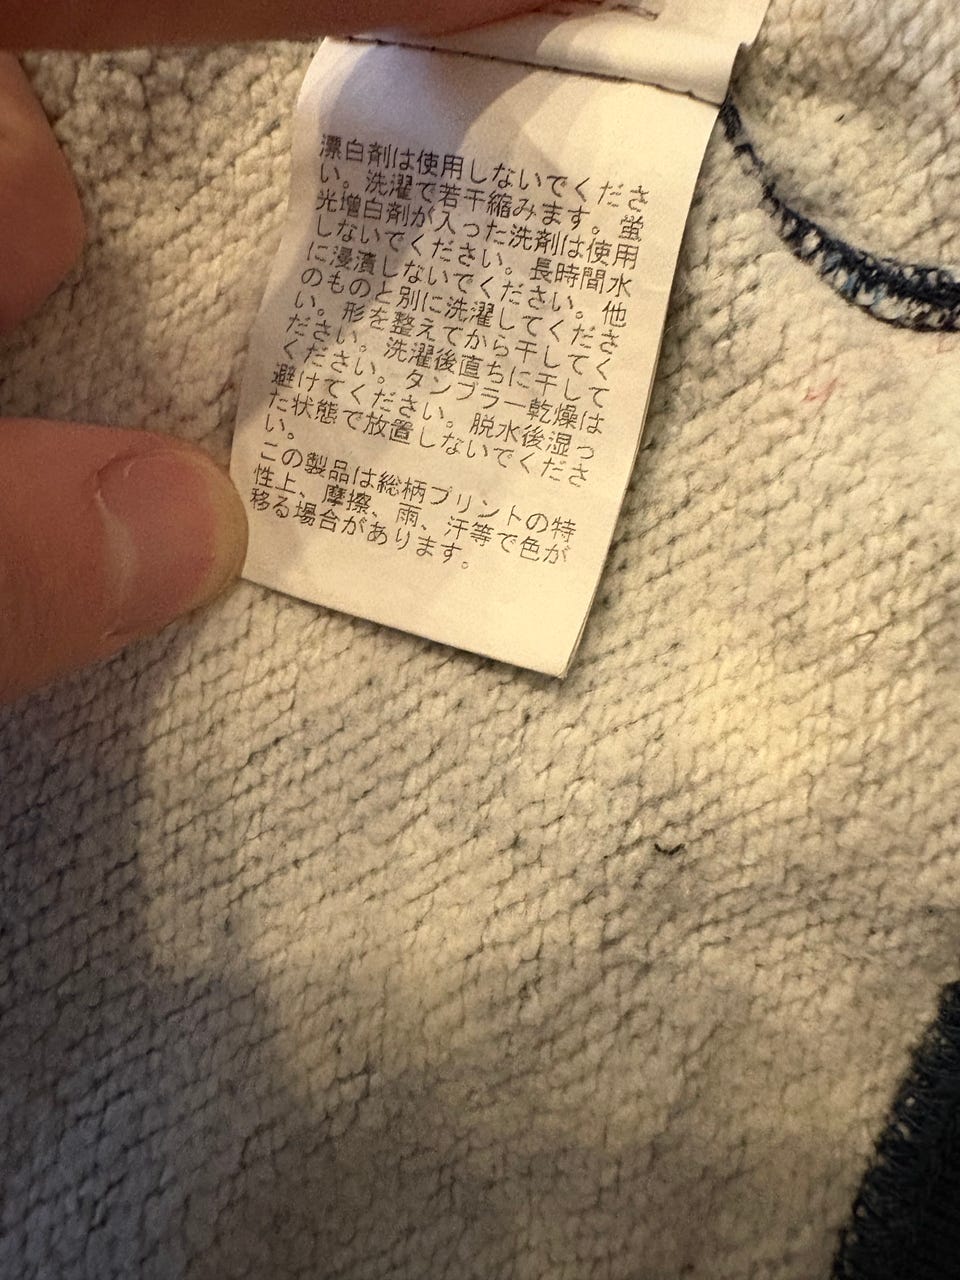 漂白剤は使用しないでくださ
い。洗濯で若干縮みます。蛍
光増白剤が入った洗剤は使用
しないでください。長時間水
に浸漬しないでください。他
のものと別に洗濯してくださ
い。形を整えてから干してく
ださい。洗濯後直ちに干して
ください。タンブラー乾燥は
避けてください。脱水後湿っ
た状態で放置しないでくださ
い。
この製品は総柄プリントの特
性上、摩擦、雨、汗等で色が
移る場合があります。